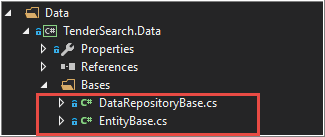 Data
C# TenderSearch.Data
Properties
References
Bases
C# DataRepositoryBase.cs
C# EntityBase.cs